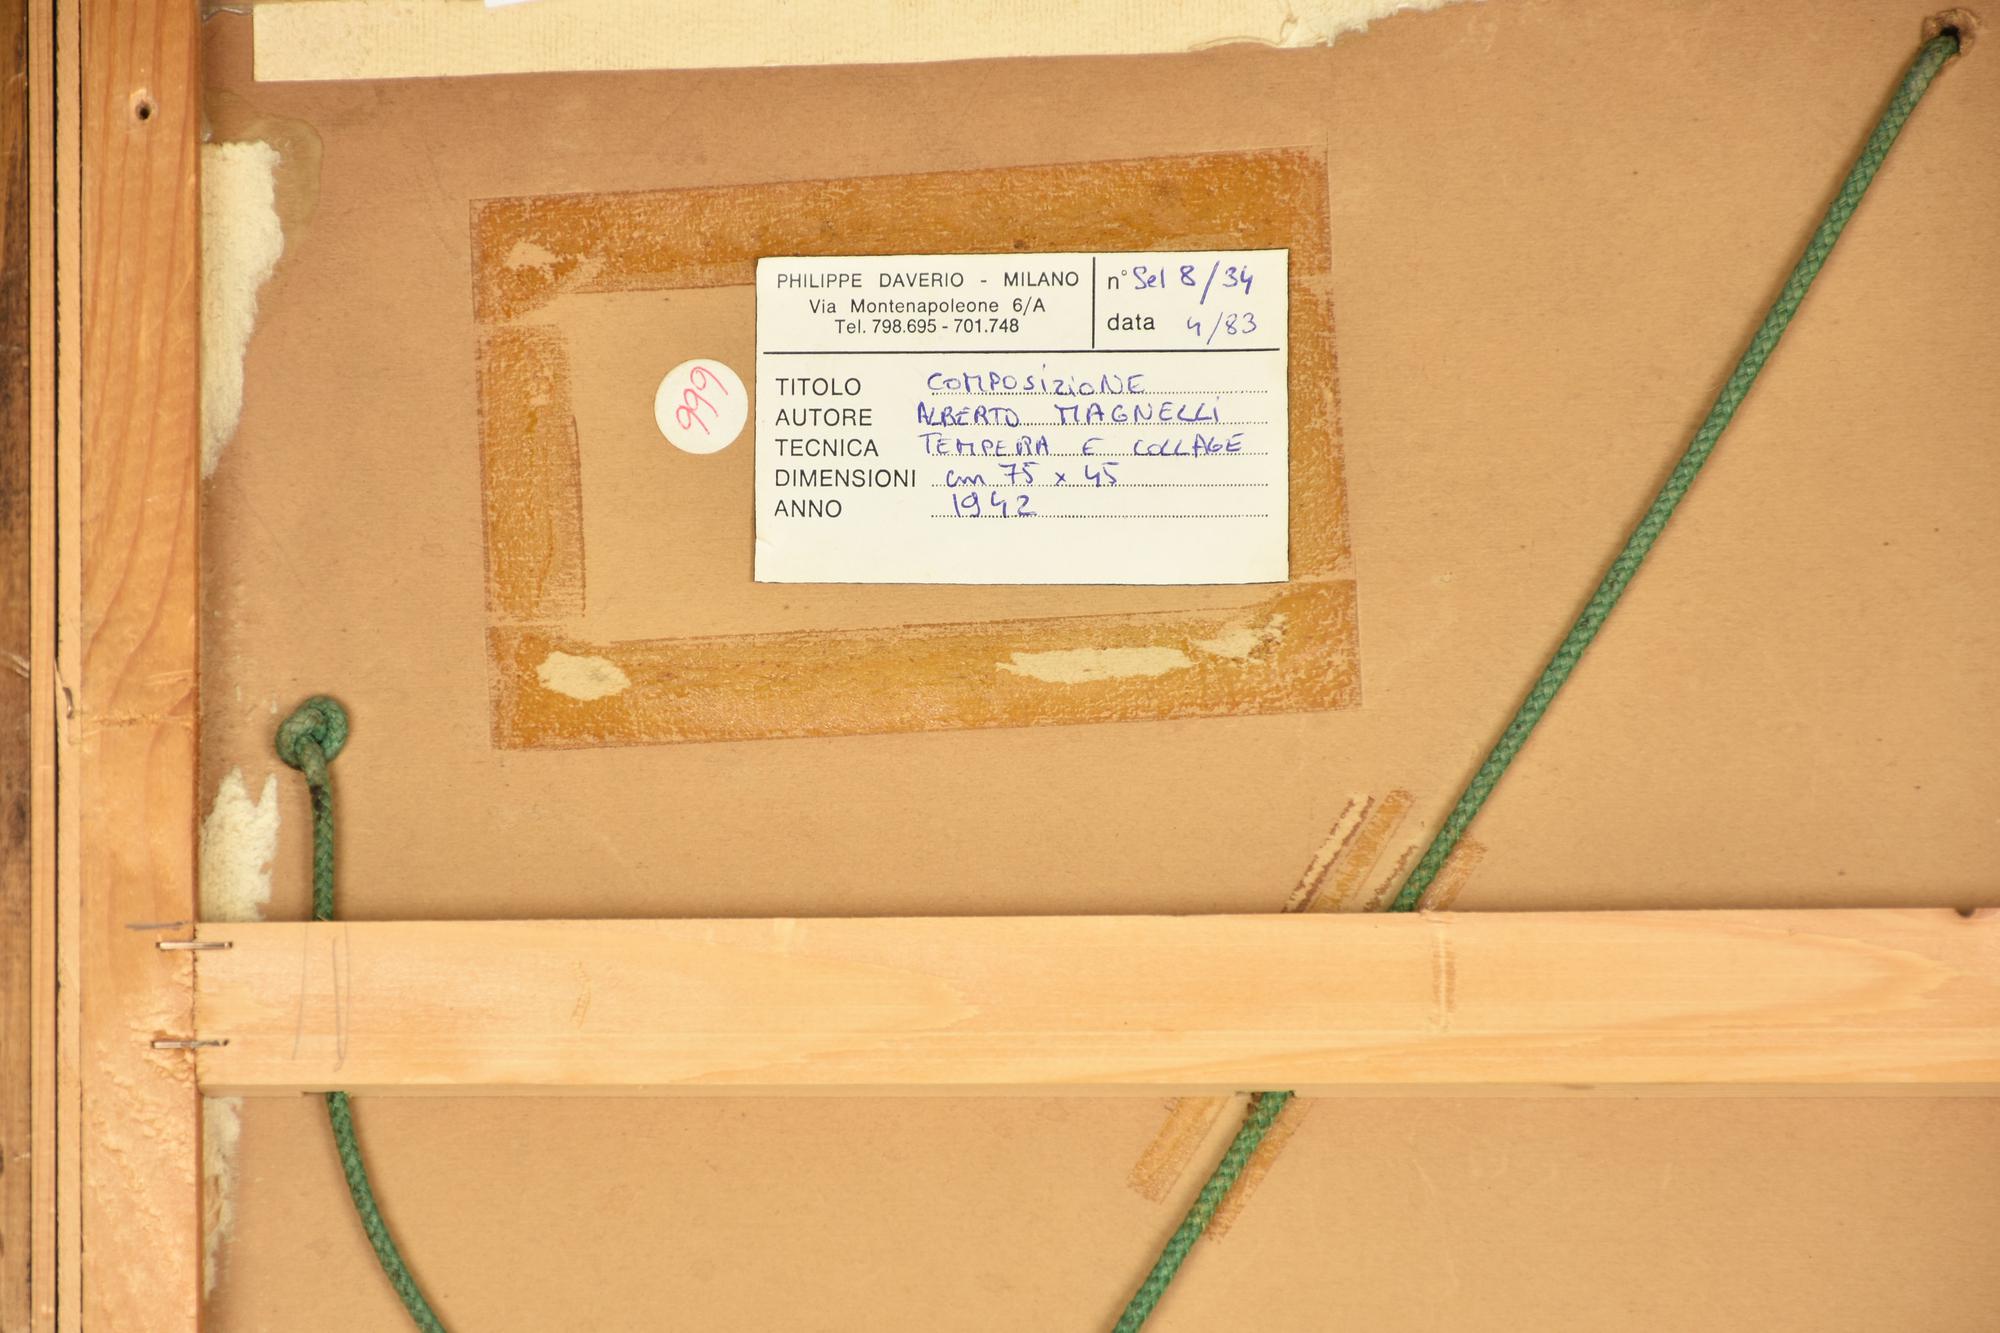 PHILIPPE DAVERIO - MILANO
Via Montenapoleone 6/A
Tel. 798.695 - 701.748
n° Sel 8/34
data 4/83
TITOLO COMPOSIZIONE
AUTORE ALBERTO MAGNELLI
TECNICA TEMPERA E COLLAGE
DIMENSIONI cm 75 x 45
ANNO 1942